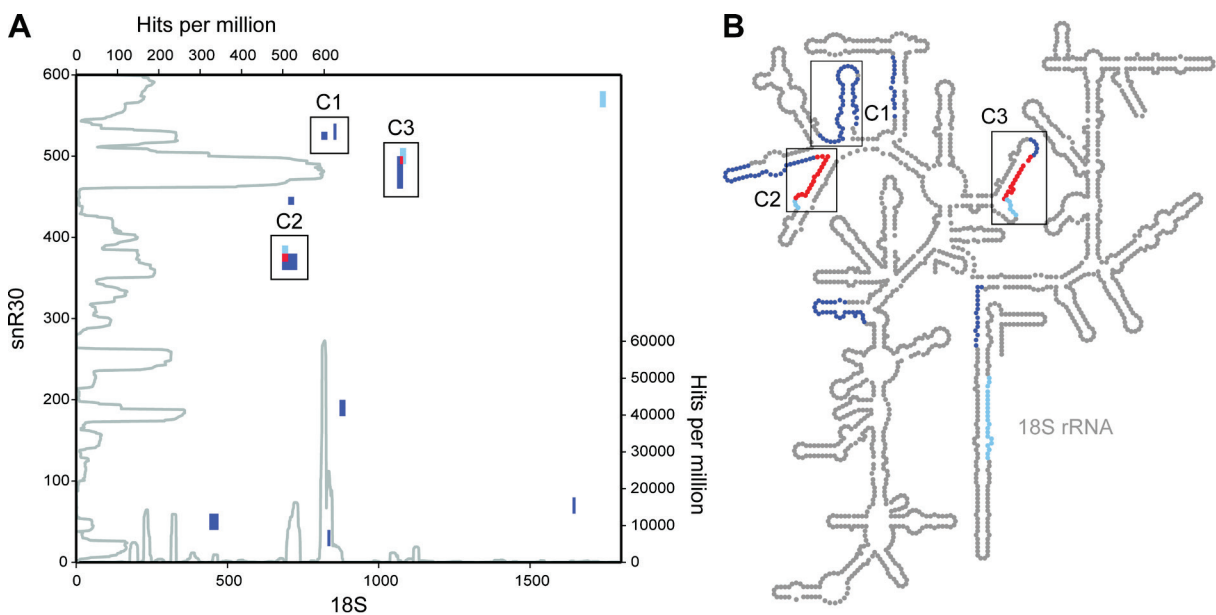 A
Hits per million
0 100 200 300 400 500 600
600
500
400
300
200
100
0
snR30
C1
C3
C2
60000
50000
40000
30000
20000
10000
0
Hits per million
0 500 1000 1500
18S
B
C1
C3
C2
18S rRNA